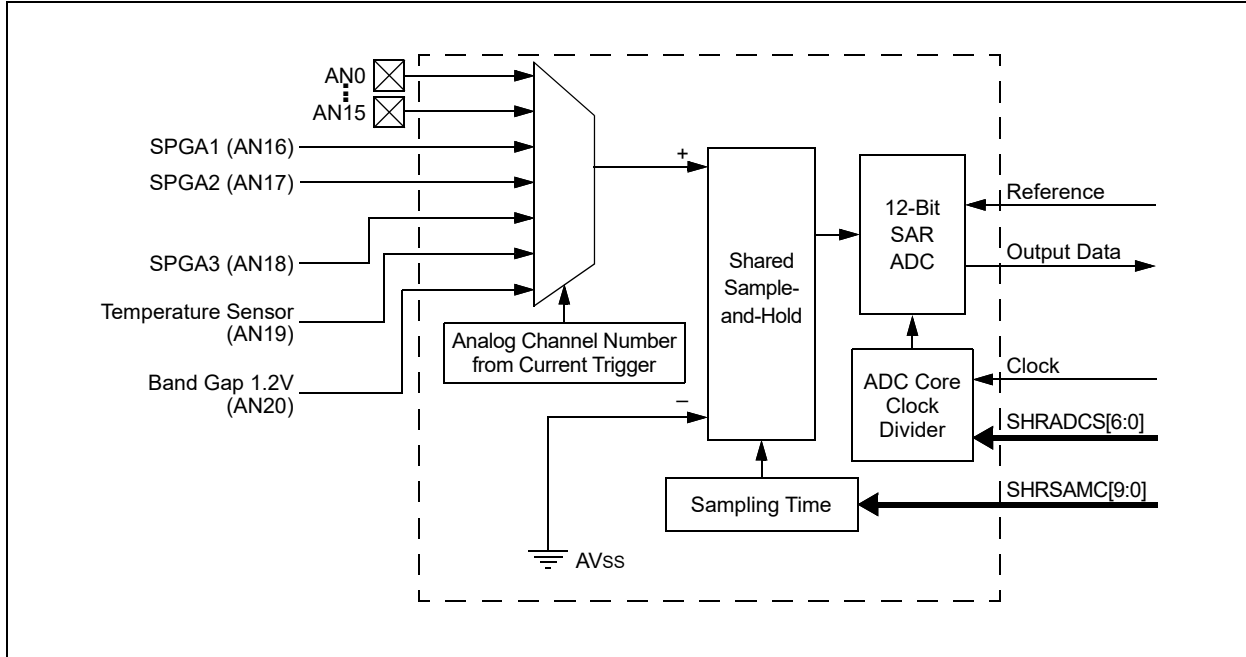 AN0
AN15
SPGA1 (AN16)
SPGA2 (AN17)
SPGA3 (AN18)
Temperature Sensor
(AN19)
Band Gap 1.2V
(AN20)
Analog Channel Number
from Current Trigger
+
–
AVSS
Shared
Sample-
and-Hold
Sampling Time
12-Bit
SAR
ADC
ADC Core
Clock
Divider
Reference
Output Data
Clock
SHRADCS[6:0]
SHRSAMC[9:0]